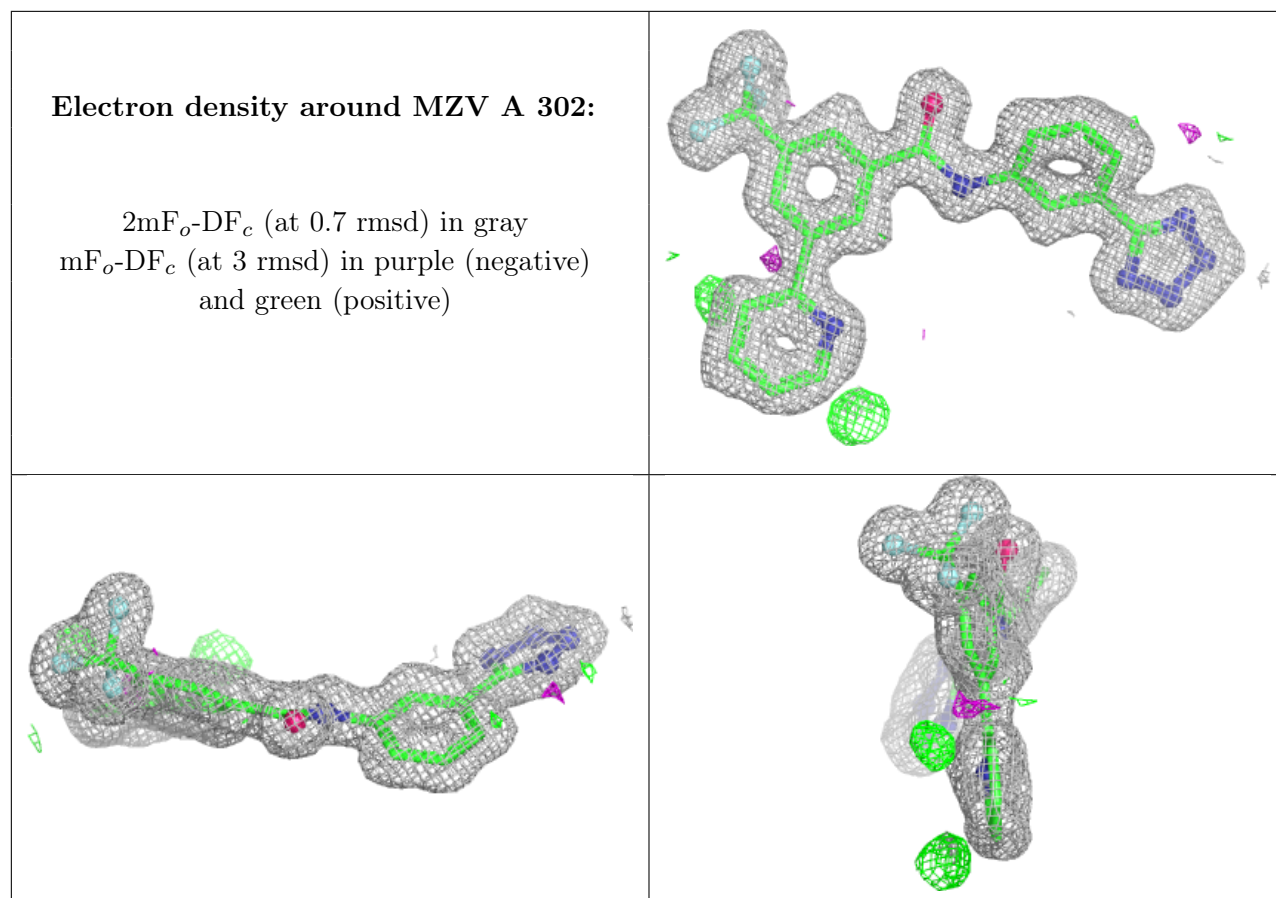 Electron density around MZV A 302:
2mFo-DFc (at 0.7 rmsd) in gray
mFo-DFc (at 3 rmsd) in purple (negative)
and green (positive)